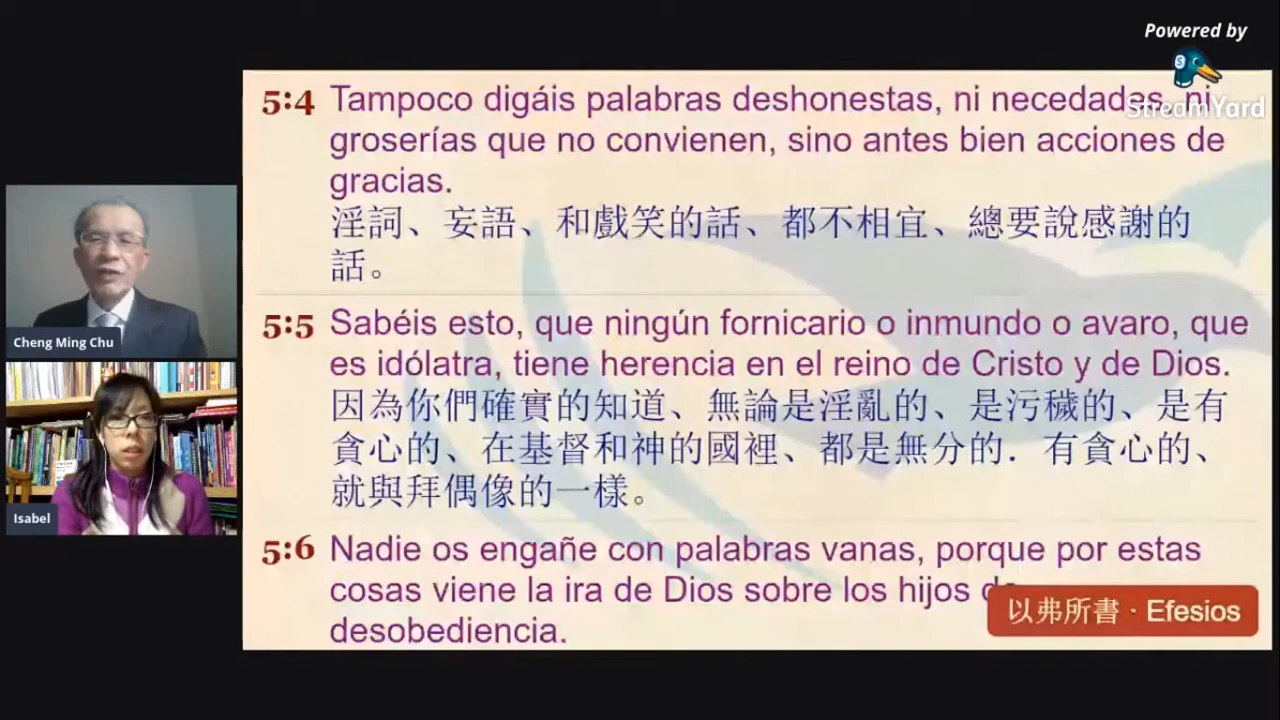 Powered by
StreamYard
5:4 Tampoco digáis palabras deshonestas, ni necedades, ni
groserías que no convienen, sino antes bien acciones de
gracias.
淫詞、妄語、和戲笑的話、都不相宜、總要說感謝的
話。
5:5 Sabéis esto, que ningún fornicario o inmundo o avaro, que
es idólatra, tiene herencia en el reino de Cristo y de Dios.
因為你們確實的知道、無論是淫亂的、是污穢的、是有
貪心的、在基督和神的國裡、都是無分的．有貪心的、
就與拜偶像的一樣。
5:6 Nadie os engañe con palabras vanas, porque por estas
cosas viene la ira de Dios sobre los hijos de
desobediencia.
以弗所書 · Efesios
Cheng Ming Chu
Isabel